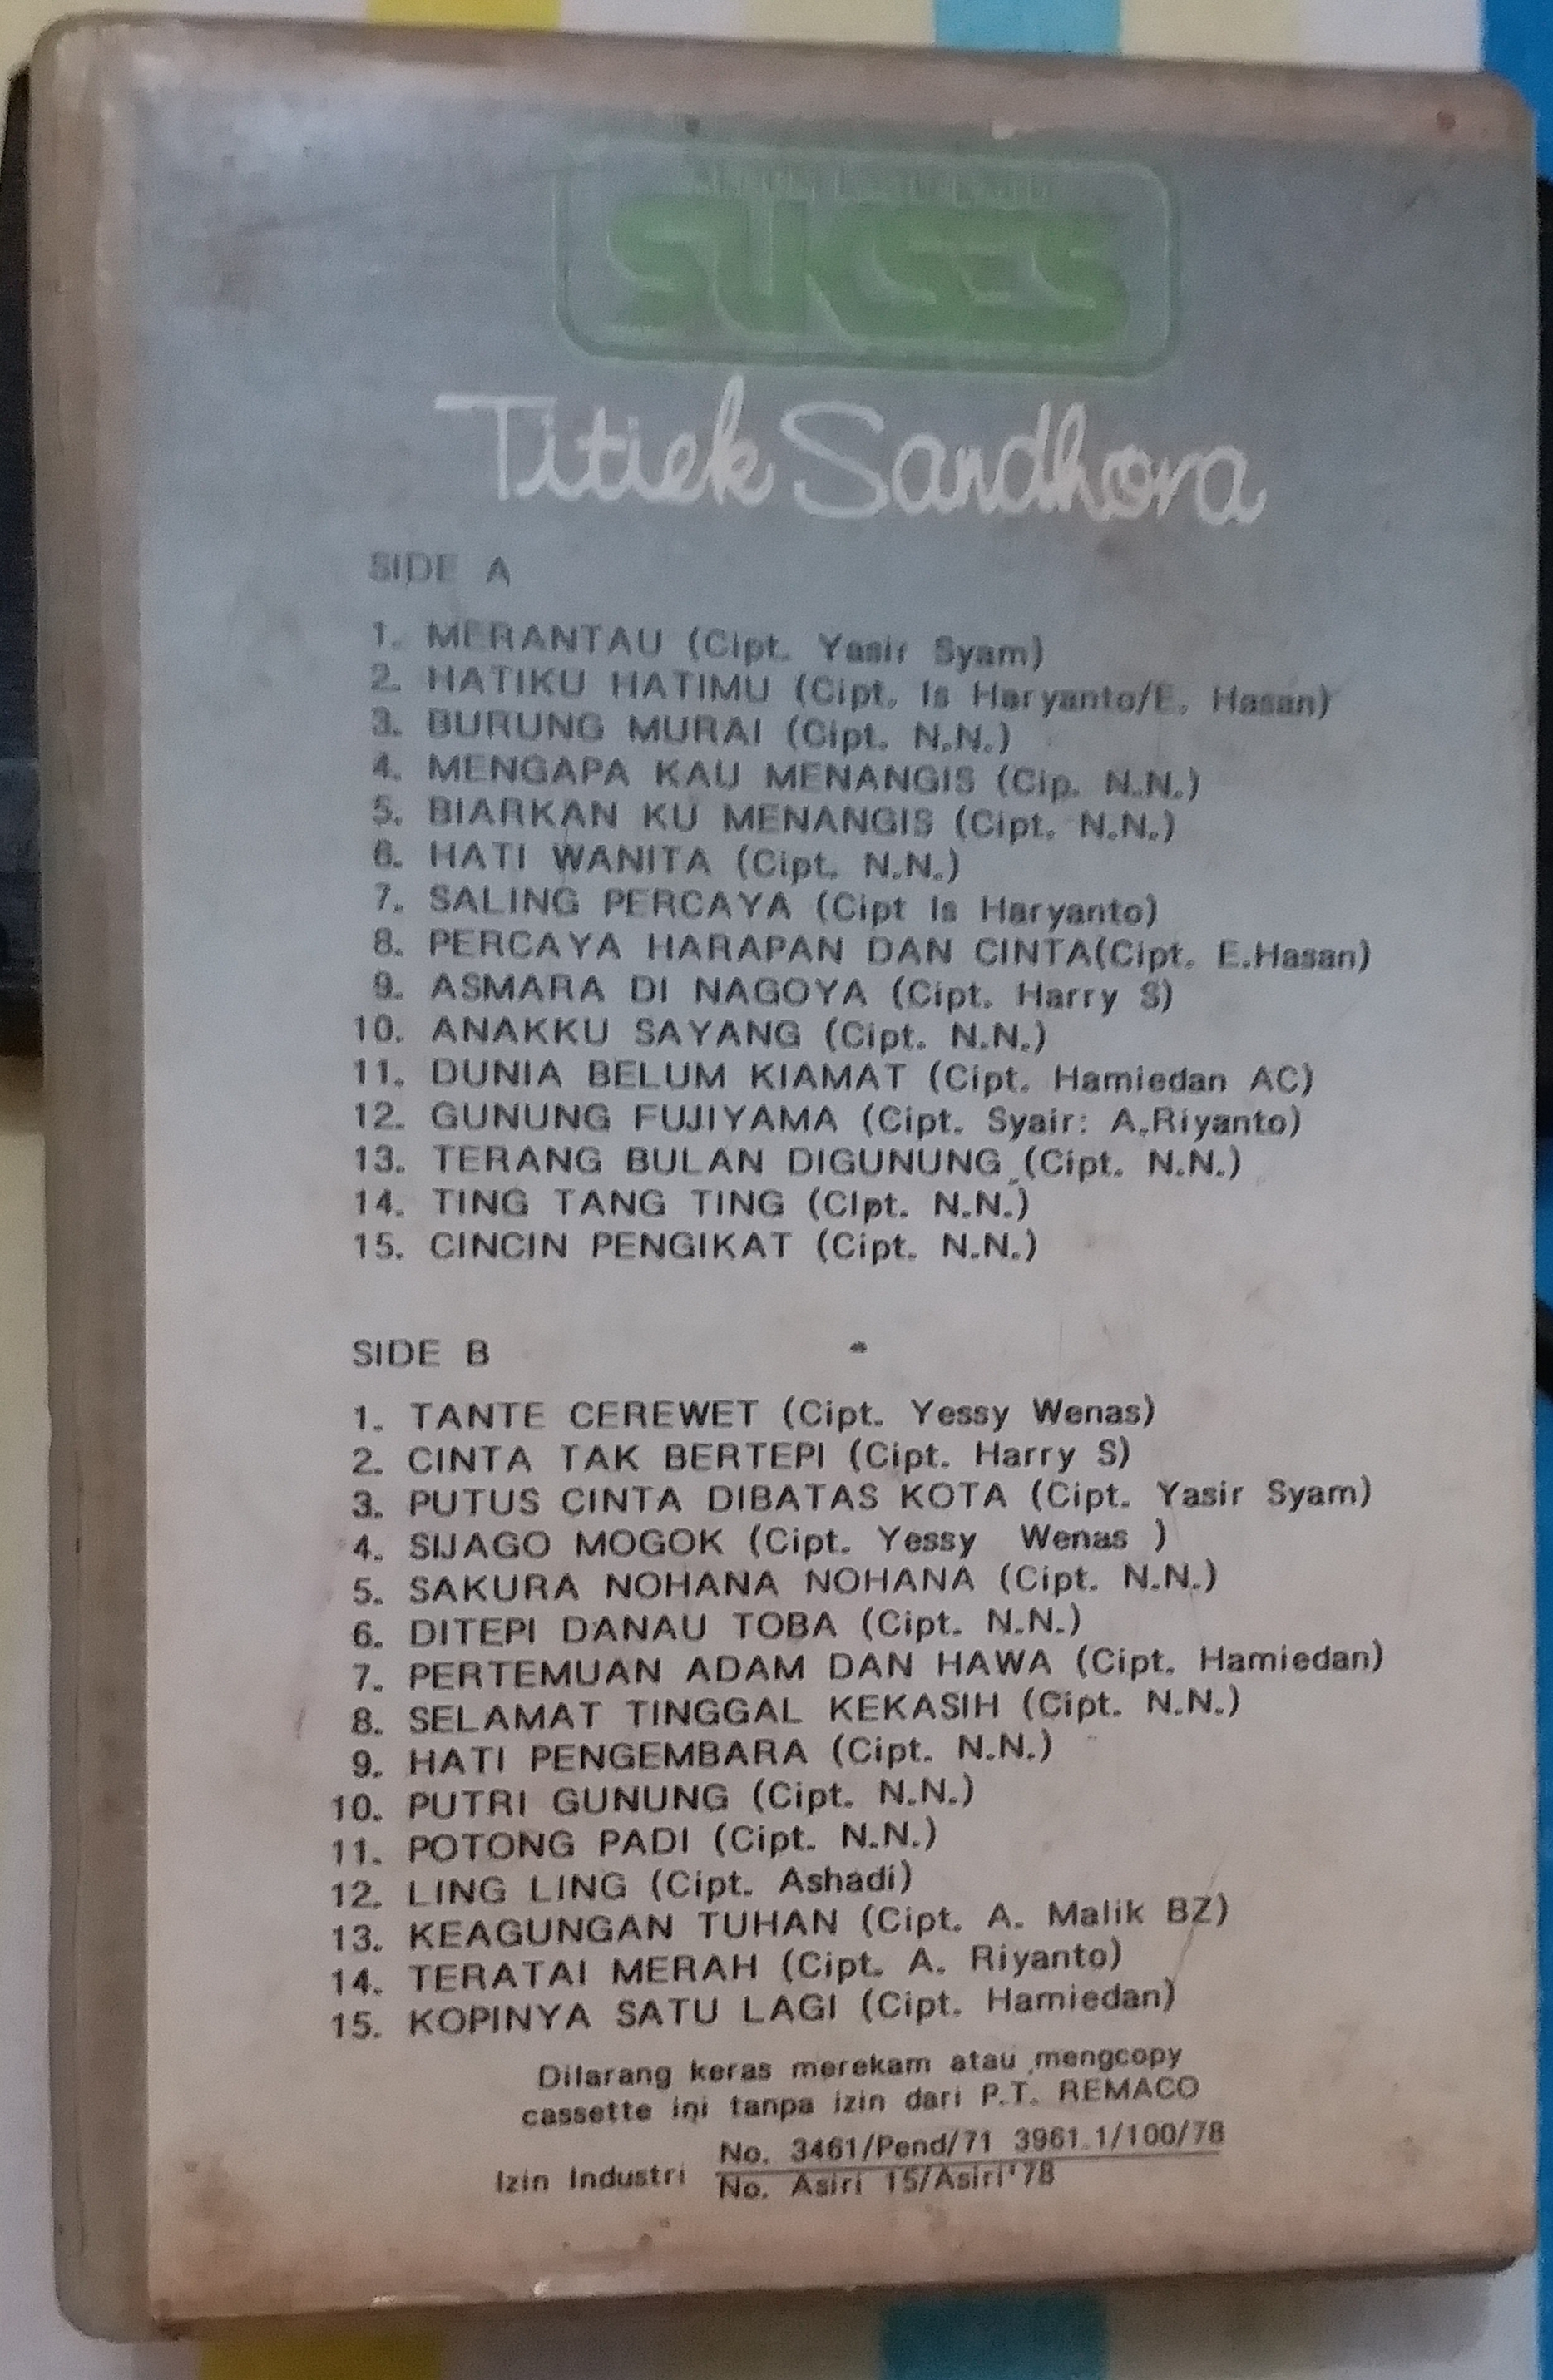 SUKSES
Titiek Sandhora
SIDE A
1. MERANTAU (Cipt. Yasir Syam)
2. HATIKU HATIMU (Cipt. Is Haryanto/E. Hasan)
3. BURUNG MURAI (Cipt. N.N.)
4. MENGAPA KAU MENANGIS (Cip. N.N.)
5. BIARKAN KU MENANGIS (Cipt. N.N.)
6. HATI WANITA (Cipt. N.N.)
7. SALING PERCAYA (Cipt Is Haryanto)
8. PERCAYA HARAPAN DAN CINTA(Cipt. E.Hasan)
9. ASMARA DI NAGOYA (Cipt. Harry S)
10. ANAKKU SAYANG (Cipt. N.N.)
11. DUNIA BELUM KIAMAT (Cipt. Hamiedan AC)
12. GUNUNG FUJIYAMA (Cipt. Syair: A.Riyanto)
13. TERANG BULAN DIGUNUNG (Cipt. N.N.)
14. TING TANG TING (CIpt. N.N.)
15. CINCIN PENGIKAT (Cipt. N.N.)
SIDE B
1. TANTE CEREWET (Cipt. Yessy Wenas)
2. CINTA TAK BERTEPI (Cipt. Harry S)
3. PUTUS CINTA DIBATAS KOTA (Cipt. Yasir Syam)
4. SIJAGO MOGOK (Cipt. Yessy Wenas )
5. SAKURA NOHANA NOHANA (Cipt. N.N.)
6. DITEPI DANAU TOBA (Cipt. N.N.)
7. PERTEMUAN ADAM DAN HAWA (Cipt. Hamiedan)
8. SELAMAT TINGGAL KEKASIH (Cipt. N.N.)
9. HATI PENGEMBARA (Cipt. N.N.)
10. PUTRI GUNUNG (Cipt. N.N.)
11. POTONG PADI (Cipt. N.N.)
12. LING LING (Cipt. Ashadi)
13. KEAGUNGAN TUHAN (Cipt. A. Malik BZ)
14. TERATAI MERAH (Cipt. A. Riyanto)
15. KOPINYA SATU LAGI (Cipt. Hamiedan)
Dilarang keras merekam atau mengcopy
cassette ini tanpa izin dari P.T. REMACO
Izin Industri No. 3461/Pend/71 3961.1/100/78
No. Asiri 15/Asiri'78